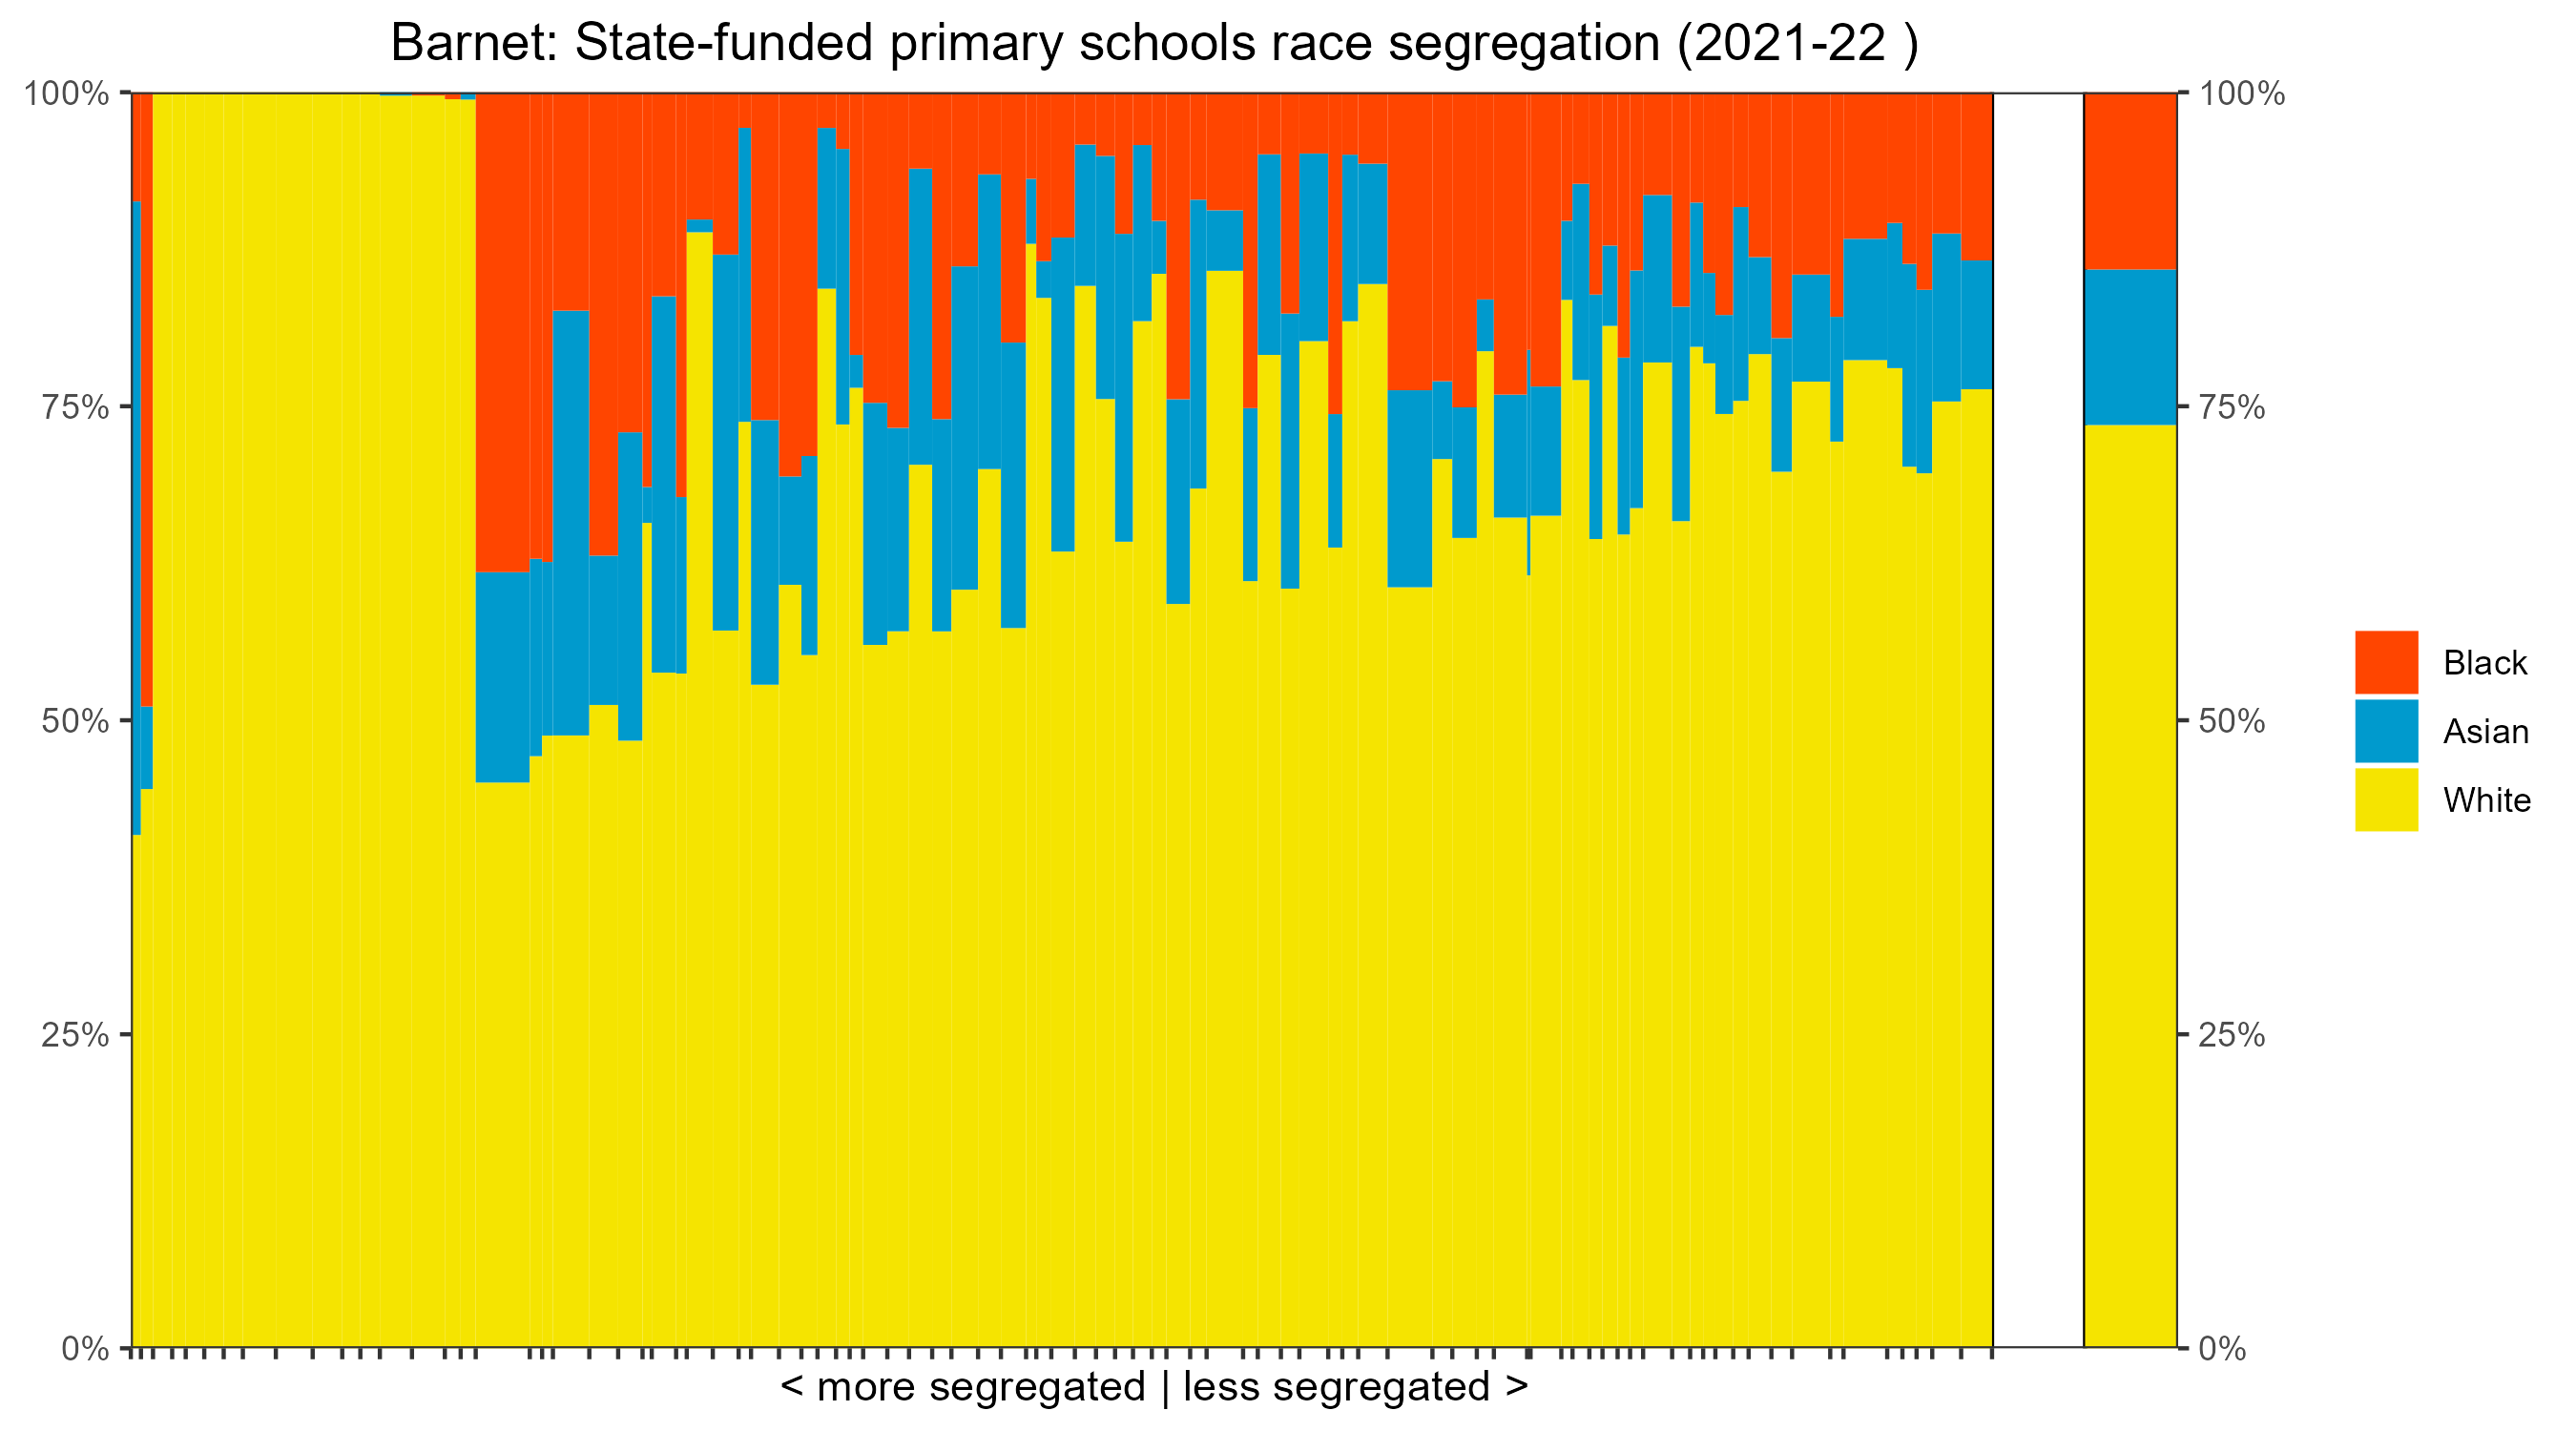 Barnet: State-funded primary schools race segregation (2021-22 )
100%
75%
50%
25%
0%
100%
75%
50%
25%
0%
Black
Asian
White
< more segregated | less segregated >